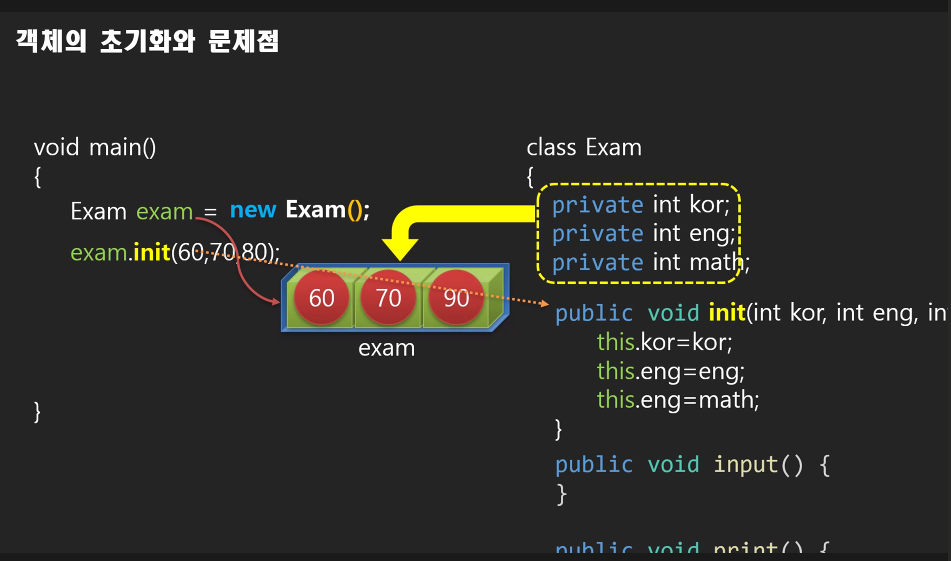 객체의 초기화와 문제점
void main()
{
Exam exam = new Exam();
exam.init(60,70,80);
}
60 70 90
exam
class Exam
{
private int kor;
private int eng;
private int math;
public void init(int kor, int eng, in
this.kor=kor;
this.eng=eng;
this.eng=math;
}
public void input() {
}
public void print() {